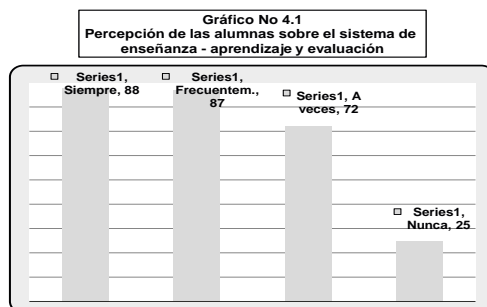 Gráfico No 4.1
Percepción de las alumnas sobre el sistema de
enseñanza - aprendizaje y evaluación
Series1,
Siempre, 88
Series1,
Frecuentem.,
87
Series1, A
veces, 72
Series1,
Nunca, 25